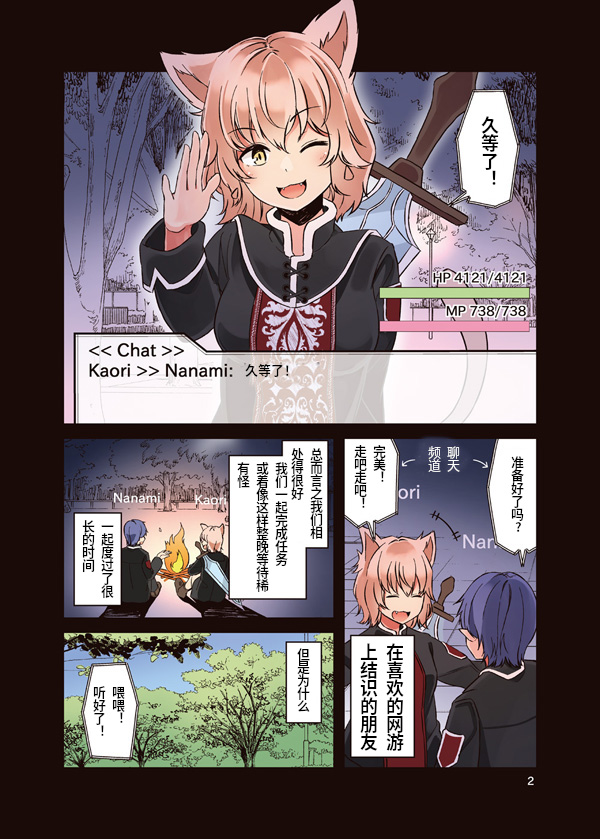 久等了！
HP 4121/4121
MP 738/738
<< Chat >>
Kaori >> Nanami: 久等了！
准备好了吗？
聊天
频道
完美！
走吧走吧！
ori
Nan
在喜欢的网游
上结识的朋友
总而言之我们相
处得很好
我们一起完成任务
或着像这样整晚等待稀
有怪
Nanami
Kaori
一起度过了很
长的时间
但是为什么
喂喂！
听好了！
2